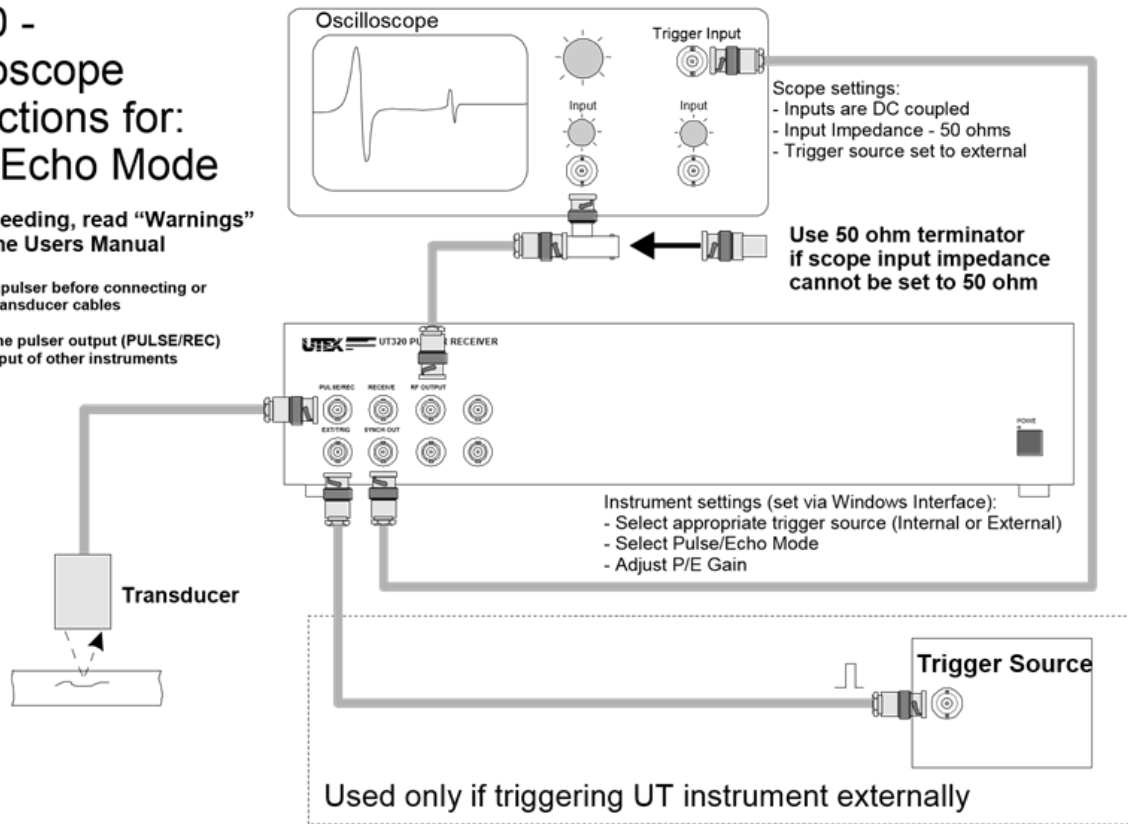 0 -
oscope
ctions for:
Echo Mode
eeding, read “Warnings”
he Users Manual
pulser before connecting or
ransducer cables
he pulser output (PULSE/REC)
put of other instruments
Oscilloscope
Trigger Input
Input
Input
Scope settings:
- Inputs are DC coupled
- Input Impedance - 50 ohms
- Trigger source set to external
Use 50 ohm terminator
if scope input impedance
cannot be set to 50 ohm
UTEX
UT320 PU R RECEIVER
PULSE/REC
RECEIVE
RF OUTPUT
EXT/TRIG
SYNCH OUT
POWE
Instrument settings (set via Windows Interface):
- Select appropriate trigger source (Internal or External)
- Select Pulse/Echo Mode
- Adjust P/E Gain
Transducer
Trigger Source
Used only if triggering UT instrument externally